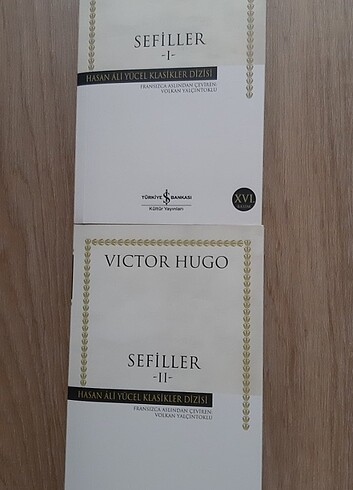 SEFİLLER
-I-
HASAN ÂLİ YÜCEL KLASİKLER DİZİSİ
FRANSIZCA ASLINDAN ÇEVİREN:
VOLKAN YALÇINTOKLU
TÜRKİYE İŞ BANKASI
Kültür Yayınları
XVI.
BASIM
VICTOR HUGO
SEFİLLER
-II-
HASAN ÂLİ YÜCEL KLASİKLER DİZİSİ
FRANSIZCA ASLINDAN ÇEVİREN:
VOLKAN YALÇINTOKLU